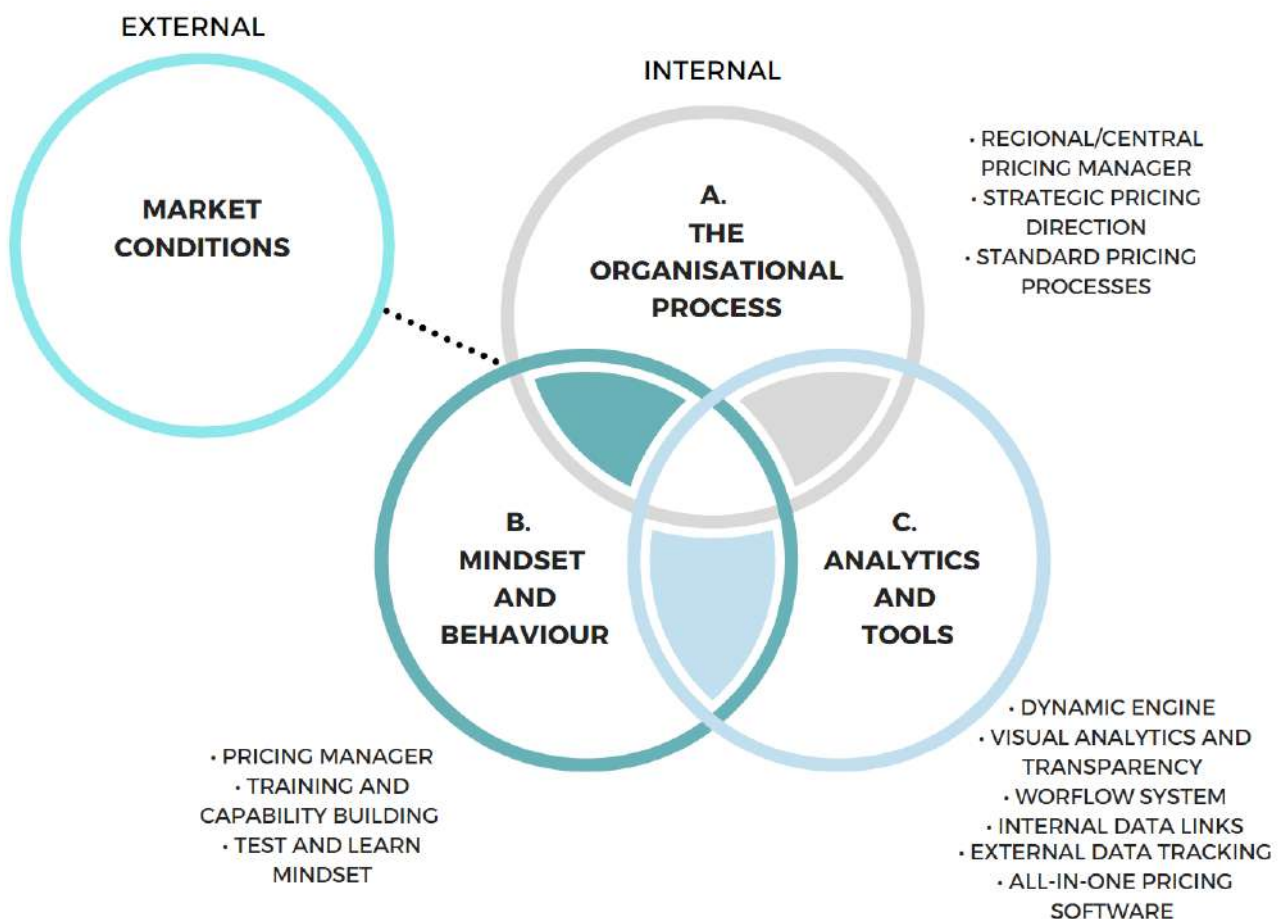 EXTERNAL
MARKET
CONDITIONS
INTERNAL
A.
THE
ORGANISATIONAL
PROCESS
• REGIONAL/CENTRAL
PRICING MANAGER
• STRATEGIC PRICING
DIRECTION
• STANDARD PRICING
PROCESSES
B.
MINDSET
AND
BEHAVIOUR
C.
ANALYTICS
AND
TOOLS
• PRICING MANAGER
• TRAINING AND
CAPABILITY BUILDING
• TEST AND LEARN
MINDSET
• DYNAMIC ENGINE
• VISUAL ANALYTICS AND
TRANSPARENCY
• WORFLOW SYSTEM
• INTERNAL DATA LINKS
• EXTERNAL DATA TRACKING
• ALL-IN-ONE PRICING
SOFTWARE